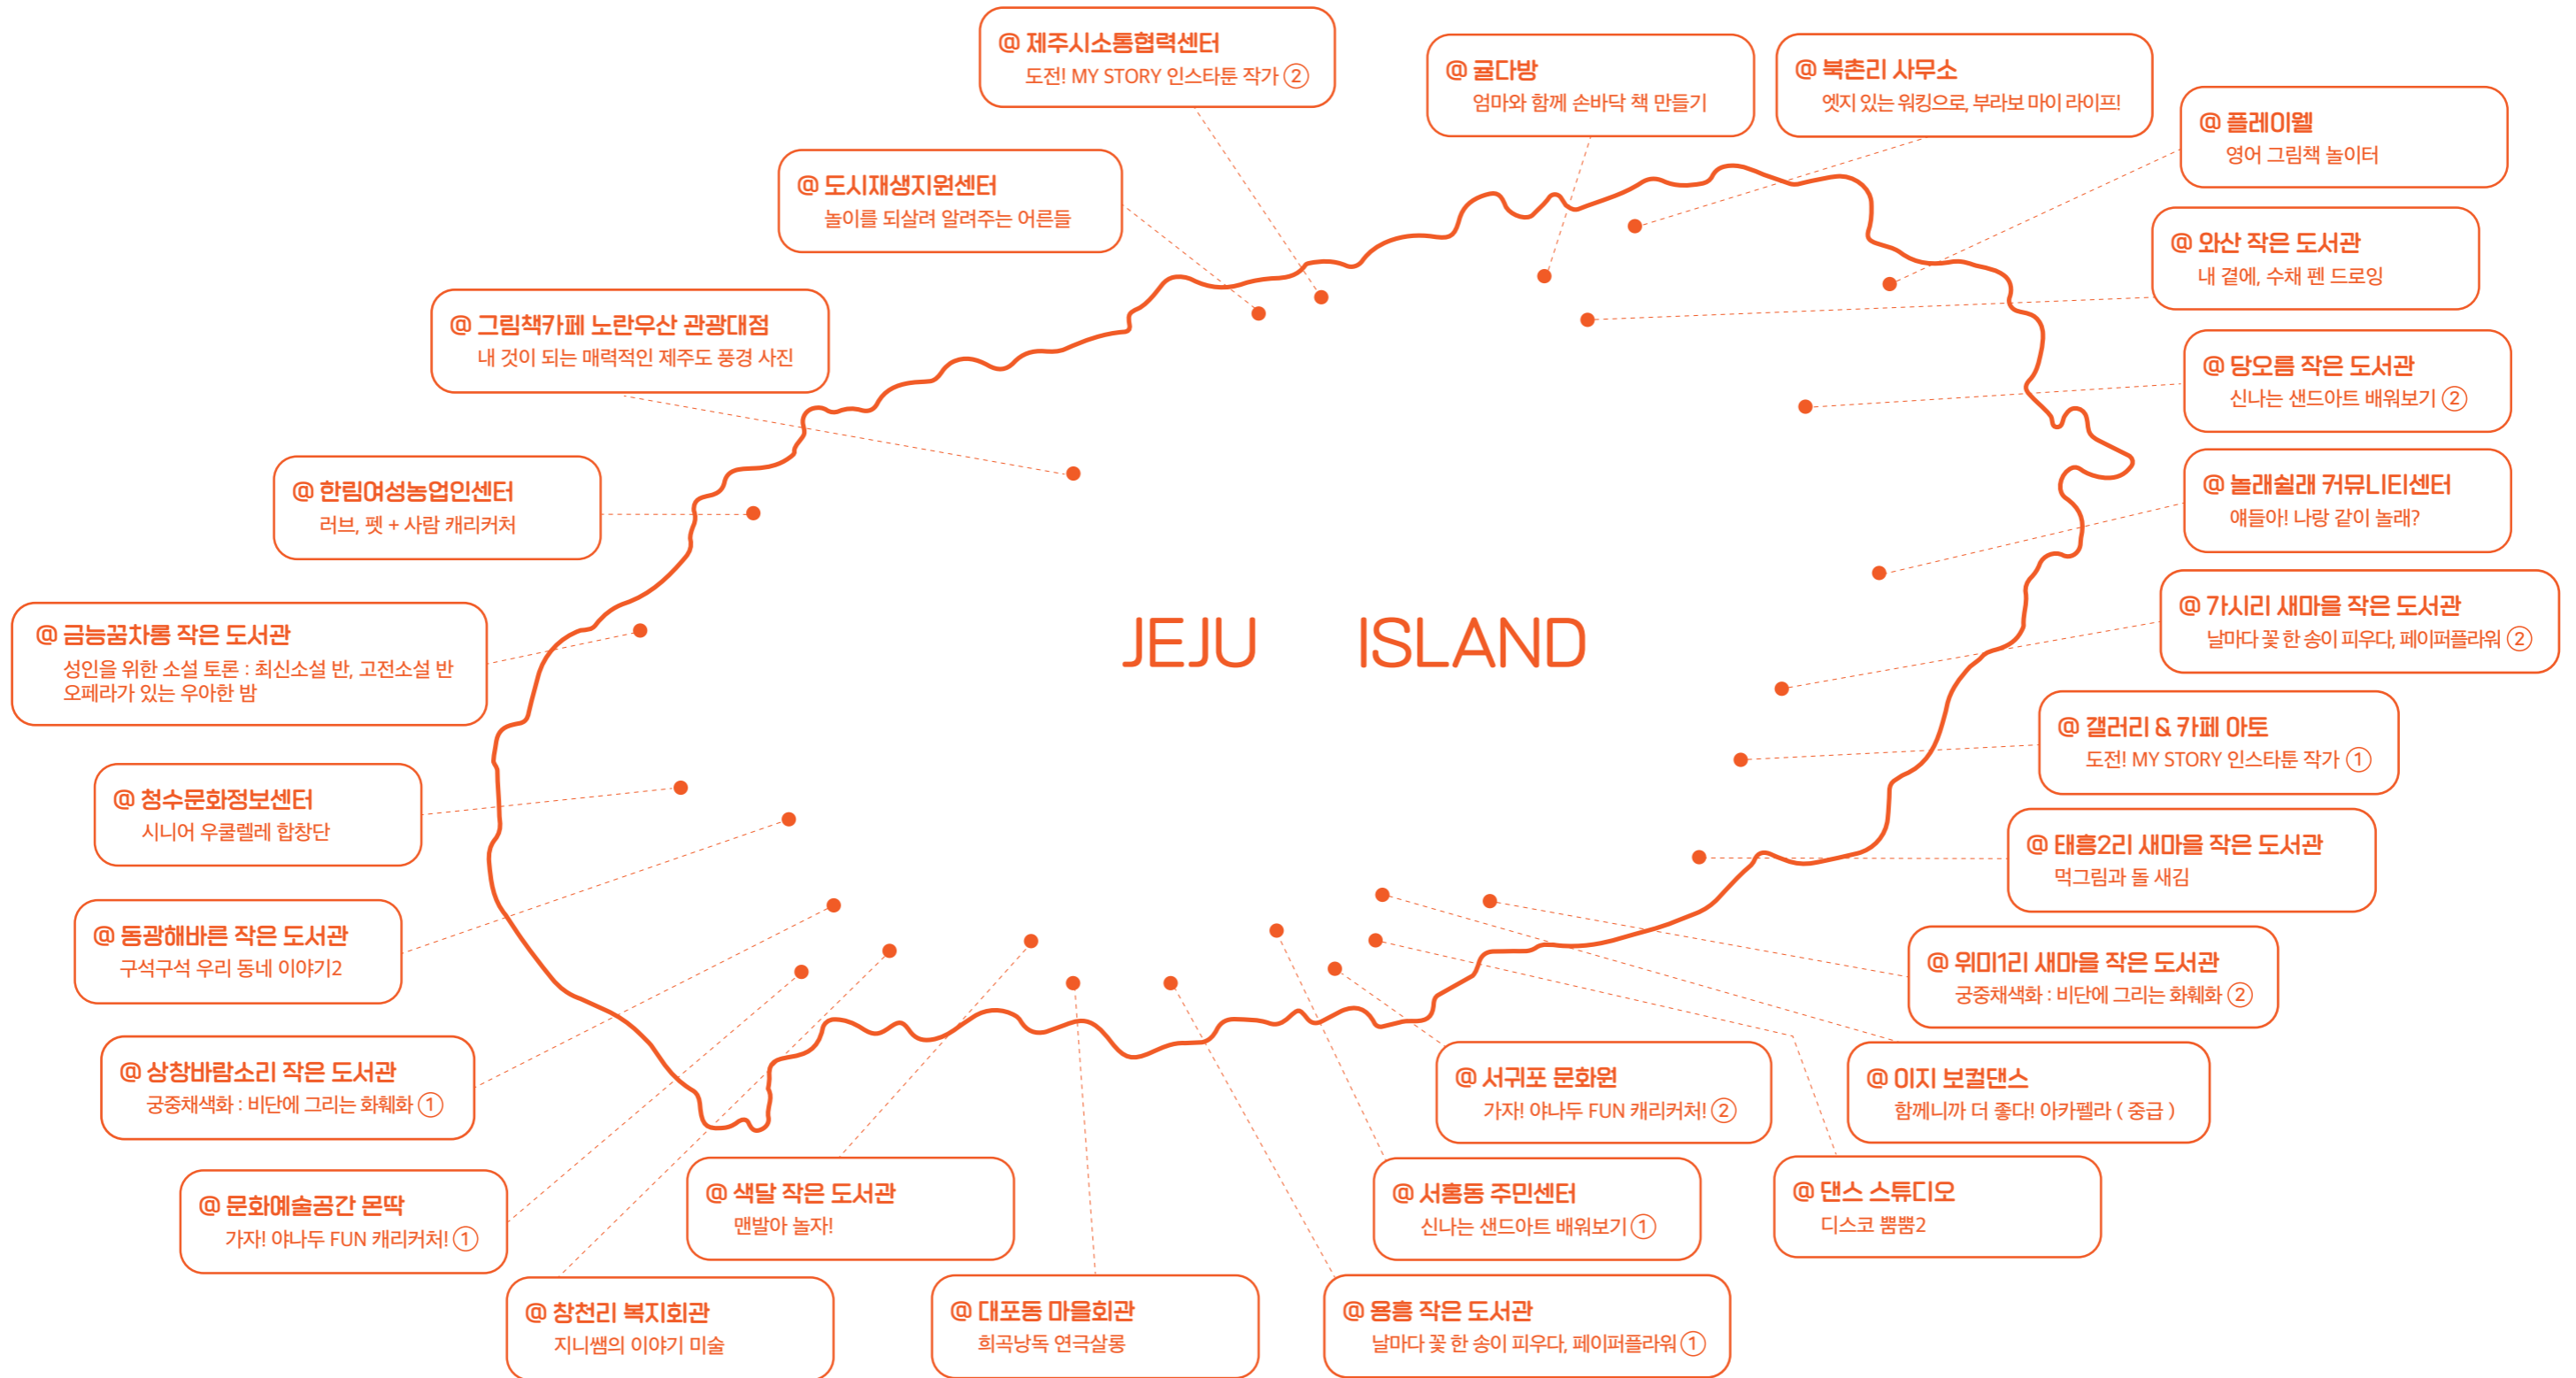 @ 제주시소통협력센터
도전! MY STORY 인스타툰 작가 ②
@ 귤다방
엄마와 함께 손바닥 책 만들기
@ 북촌리 사무소
엣지 있는 워킹으로, 부라보 마이 라이프!
@ 플레이웰
영어 그림책 놀이터
@ 도시재생지원센터
놀이를 되살려 알려주는 어른들
@ 와산 작은 도서관
내 곁에, 수채 펜 드로잉
@ 그림책카페 노란우산 관광대점
내 것이 되는 매력적인 제주도 풍경 사진
@ 당오름 작은 도서관
신나는 샌드아트 배워보기 ②
@ 한림여성농업인센터
러브, 펫 + 사람 캐리커처
@ 놀래쉴래 커뮤니티센터
얘들아! 나랑 같이 놀래?
@ 금능꿈차롱 작은 도서관
성인을 위한 소설 토론 : 최신소설 반, 고전소설 반
오페라가 있는 우아한 밤
JEJU ISLAND
@ 가시리 새마을 작은 도서관
날마다 꽃 한 송이 피우다, 페이퍼플라워 ②
@ 갤러리 & 카페 아토
도전! MY STORY 인스타툰 작가 ①
@ 청수문화정보센터
시니어 우쿨렐레 합창단
@ 태흥2리 새마을 작은 도서관
먹그림과 돌 새김
@ 동광해바른 작은 도서관
구석구석 우리 동네 이야기2
@ 위미1리 새마을 작은 도서관
궁중채색화 : 비단에 그리는 화훼화 ②
@ 상창바람소리 작은 도서관
궁중채색화 : 비단에 그리는 화훼화 ①
@ 서귀포 문화원
가자! 야나두 FUN 캐리커처! ②
@ 이지 보컬댄스
함께니까 더 좋다! 아카펠라 ( 중급 )
@ 문화예술공간 몬딱
가자! 야나두 FUN 캐리커처! ①
@ 색달 작은 도서관
맨발아 놀자!
@ 서홍동 주민센터
신나는 샌드아트 배워보기 ①
@ 댄스 스튜디오
디스코 뿜뿜2
@ 창천리 복지회관
지니쌤의 이야기 미술
@ 대포동 마을회관
희곡낭독 연극살롱
@ 용흥 작은 도서관
날마다 꽃 한 송이 피우다, 페이퍼플라워 ①